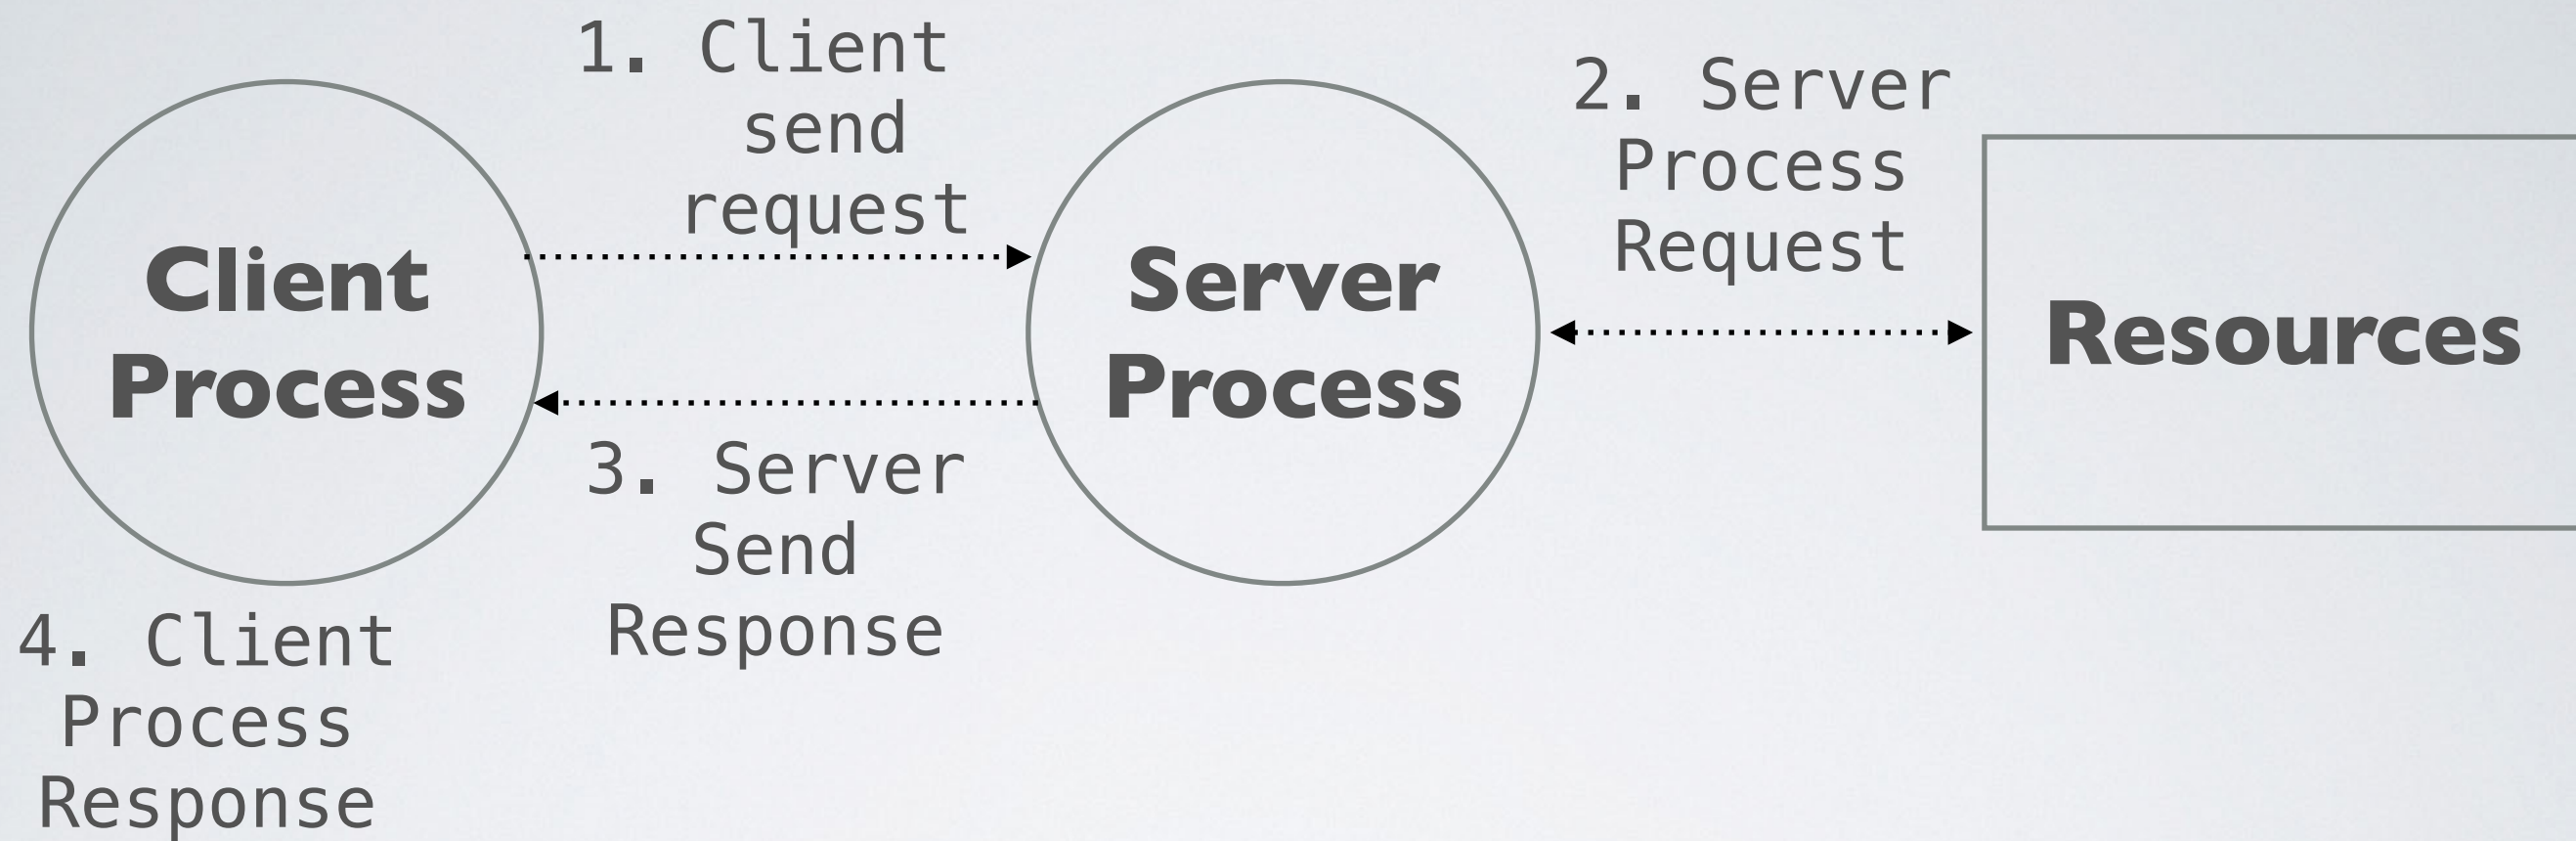 1. Client
send
request
2. Server
Process
Request
Client
Process
Server
Process
Resources
3. Server
Send
Response
4. Client
Process
Response